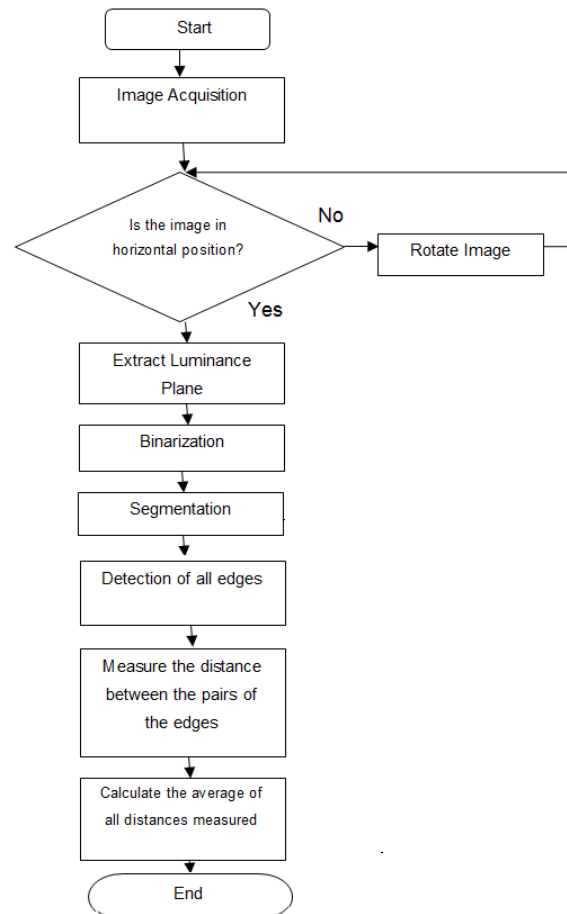 Start
Image Acquisition
Is the image in
horizontal position?
No
Rotate Image
Yes
Extract Luminance
Plane
Binarization
Segmentation
Detection of all edges
Measure the distance
between the pairs of
the edges
Calculate the average of
all distances measured
End